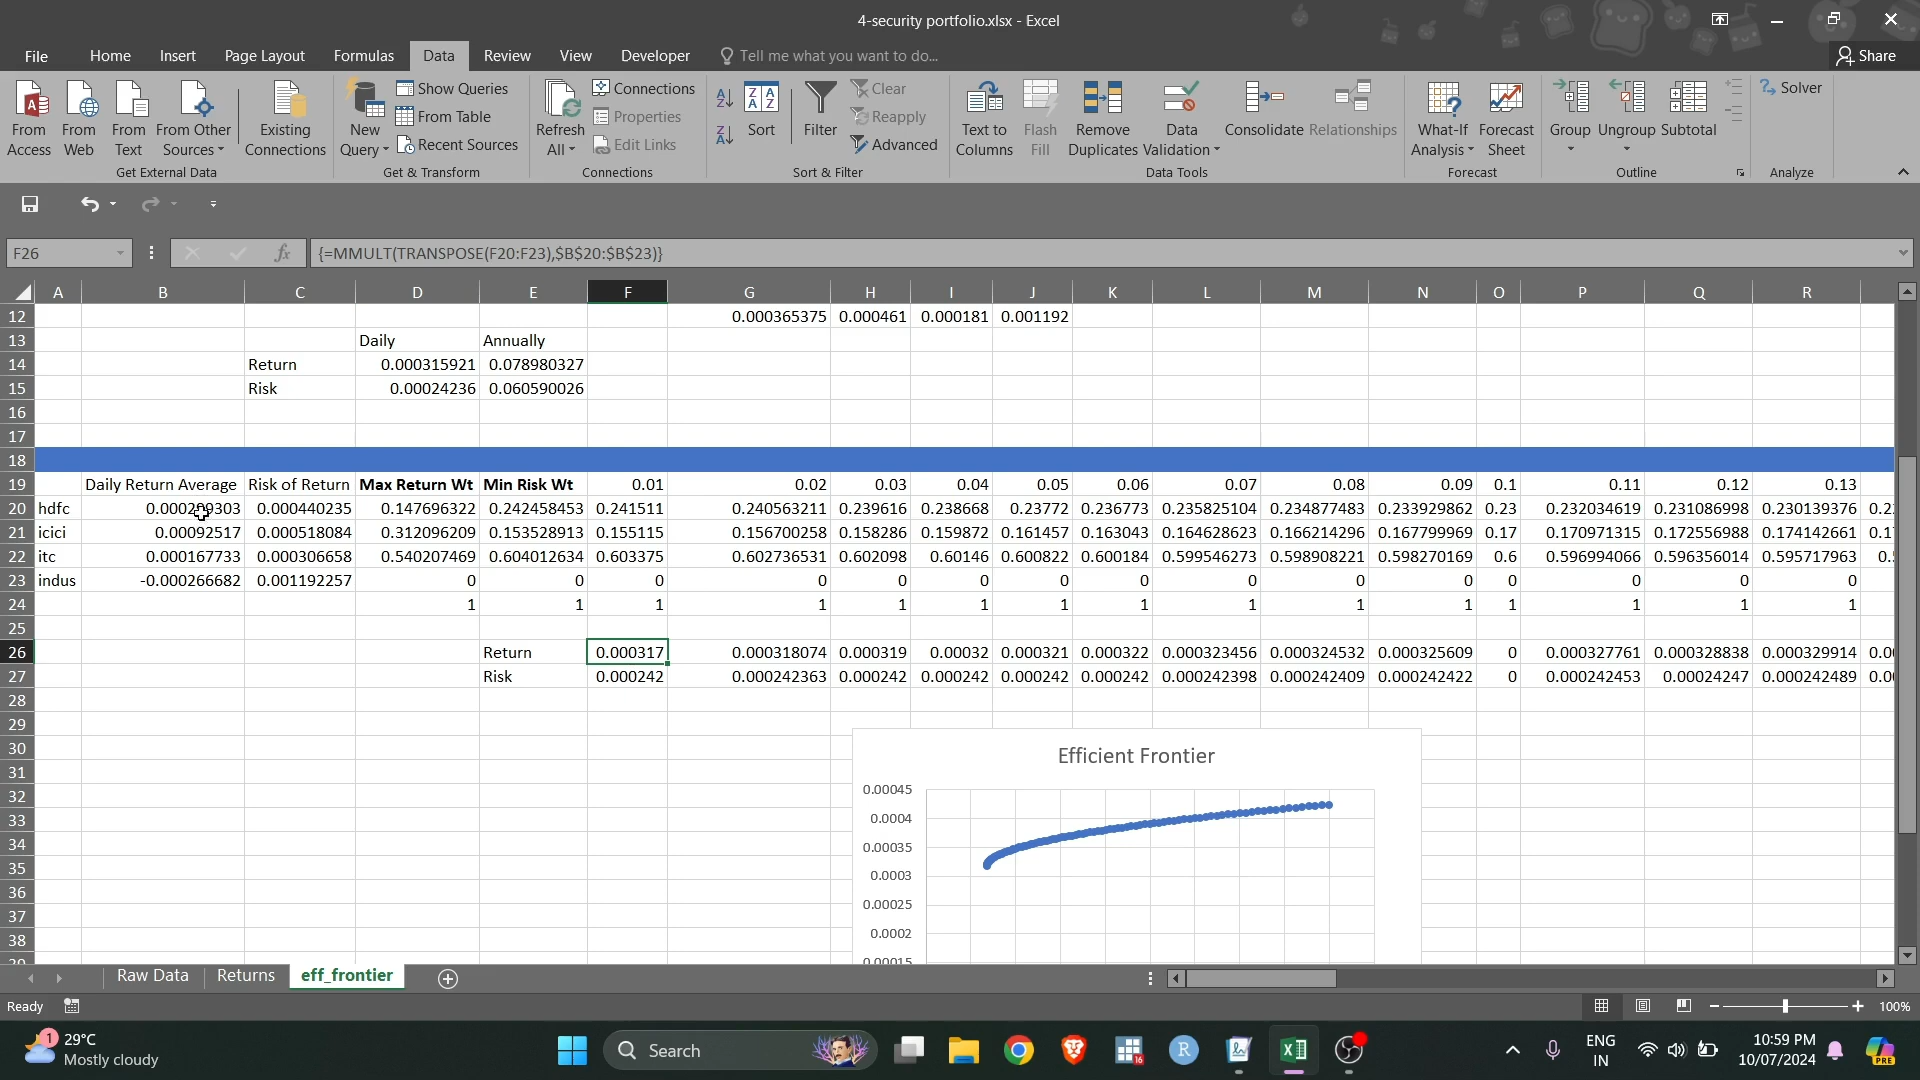 4-security portfolio.xlsx - Excel
File Home Insert Page Layout Formulas Data Review View Developer Tell me what you want to do... Share
From Access
From Web
From Text
From Other Sources
Existing Connections
Get External Data
New Query
Show Queries
From Table
Recent Sources
Get & Transform
Refresh All
Connections
Properties
Edit Links
Connections
Sort
Filter
Clear
Reapply
Advanced
Sort & Filter
Text to Columns
Flash Fill
Remove Duplicates
Data Validation
Consolidate
Relationships
Data Tools
What-If Analysis
Forecast Sheet
Forecast
Group
Ungroup
Subtotal
Outline
Solver
Analyze
F26 fx {=MMULT(TRANSPOSE(F20:F23),$B$20:$B$23)}
A B C D E F G H I J K L M N O P Q R
12 0.000365375 0.000461 0.000181 0.001192
13 Daily Annually
14 Return 0.000315921 0.078980327
15 Risk 0.00024236 0.060590026
16
17
18
19 Daily Return Average Risk of Return Max Return Wt Min Risk Wt 0.01 0.02 0.03 0.04 0.05 0.06 0.07 0.08 0.09 0.1 0.11 0.12 0.13
20 hdfc 0.000440235 0.147696322 0.242458453 0.241511 0.240563211 0.239616 0.238668 0.23772 0.236773 0.235825104 0.234877483 0.233929862 0.23 0.232034619 0.231086998 0.230139376
21 icici 0.00092517 0.000518084 0.312096209 0.153528913 0.155115 0.156700258 0.158286 0.159872 0.161457 0.163043 0.164628623 0.166214296 0.167799969 0.17 0.170971315 0.172556988 0.174142661
22 itc 0.000167733 0.000306658 0.540207469 0.604012634 0.603375 0.602736531 0.602098 0.60146 0.600822 0.600184 0.599546273 0.598908221 0.598270169 0.6 0.596994066 0.596356014 0.595717963
23 indus -0.000266682 0.001192257 0 0 0 0 0 0 0 0 0 0 0 0 0 0 0
24 1 1 1 1 1 1 1 1 1 1 1 1 1 1 1
25
26 Return 0.000317 0.000318074 0.000319 0.00032 0.000321 0.000322 0.000323456 0.000324532 0.000325609 0 0.000327761 0.000328838 0.000329914
27 Risk 0.000242 0.000242363 0.000242 0.000242 0.000242 0.000242 0.000242398 0.000242409 0.000242422 0 0.000242453 0.00024247 0.000242489
28
29
30
31
32
33
34
35
36
37
38
Efficient Frontier
0.00045
0.0004
0.00035
0.0003
0.00025
0.0002
0.00015
Raw Data Returns eff_frontier
Ready 100%
1
29°C
Mostly cloudy
Search
16
ENG
IN
10:59 PM
10/07/2024
PRE